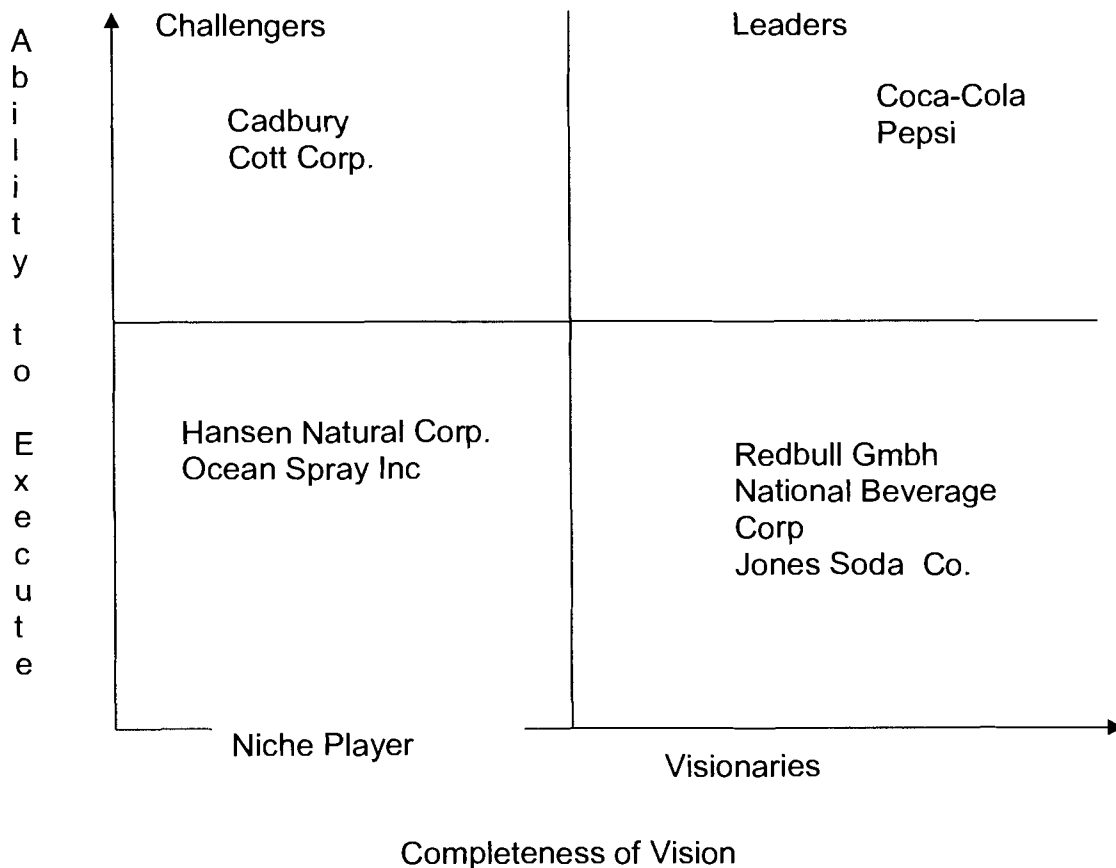 Ability to Execute
Challengers
Leaders
Cadbury
Cott Corp.
Coca-Cola
Pepsi
Hansen Natural Corp.
Ocean Spray Inc
Redbull Gmbh
National Beverage
Corp
Jones Soda Co.
Niche Player
Visionaries
Completeness of Vision